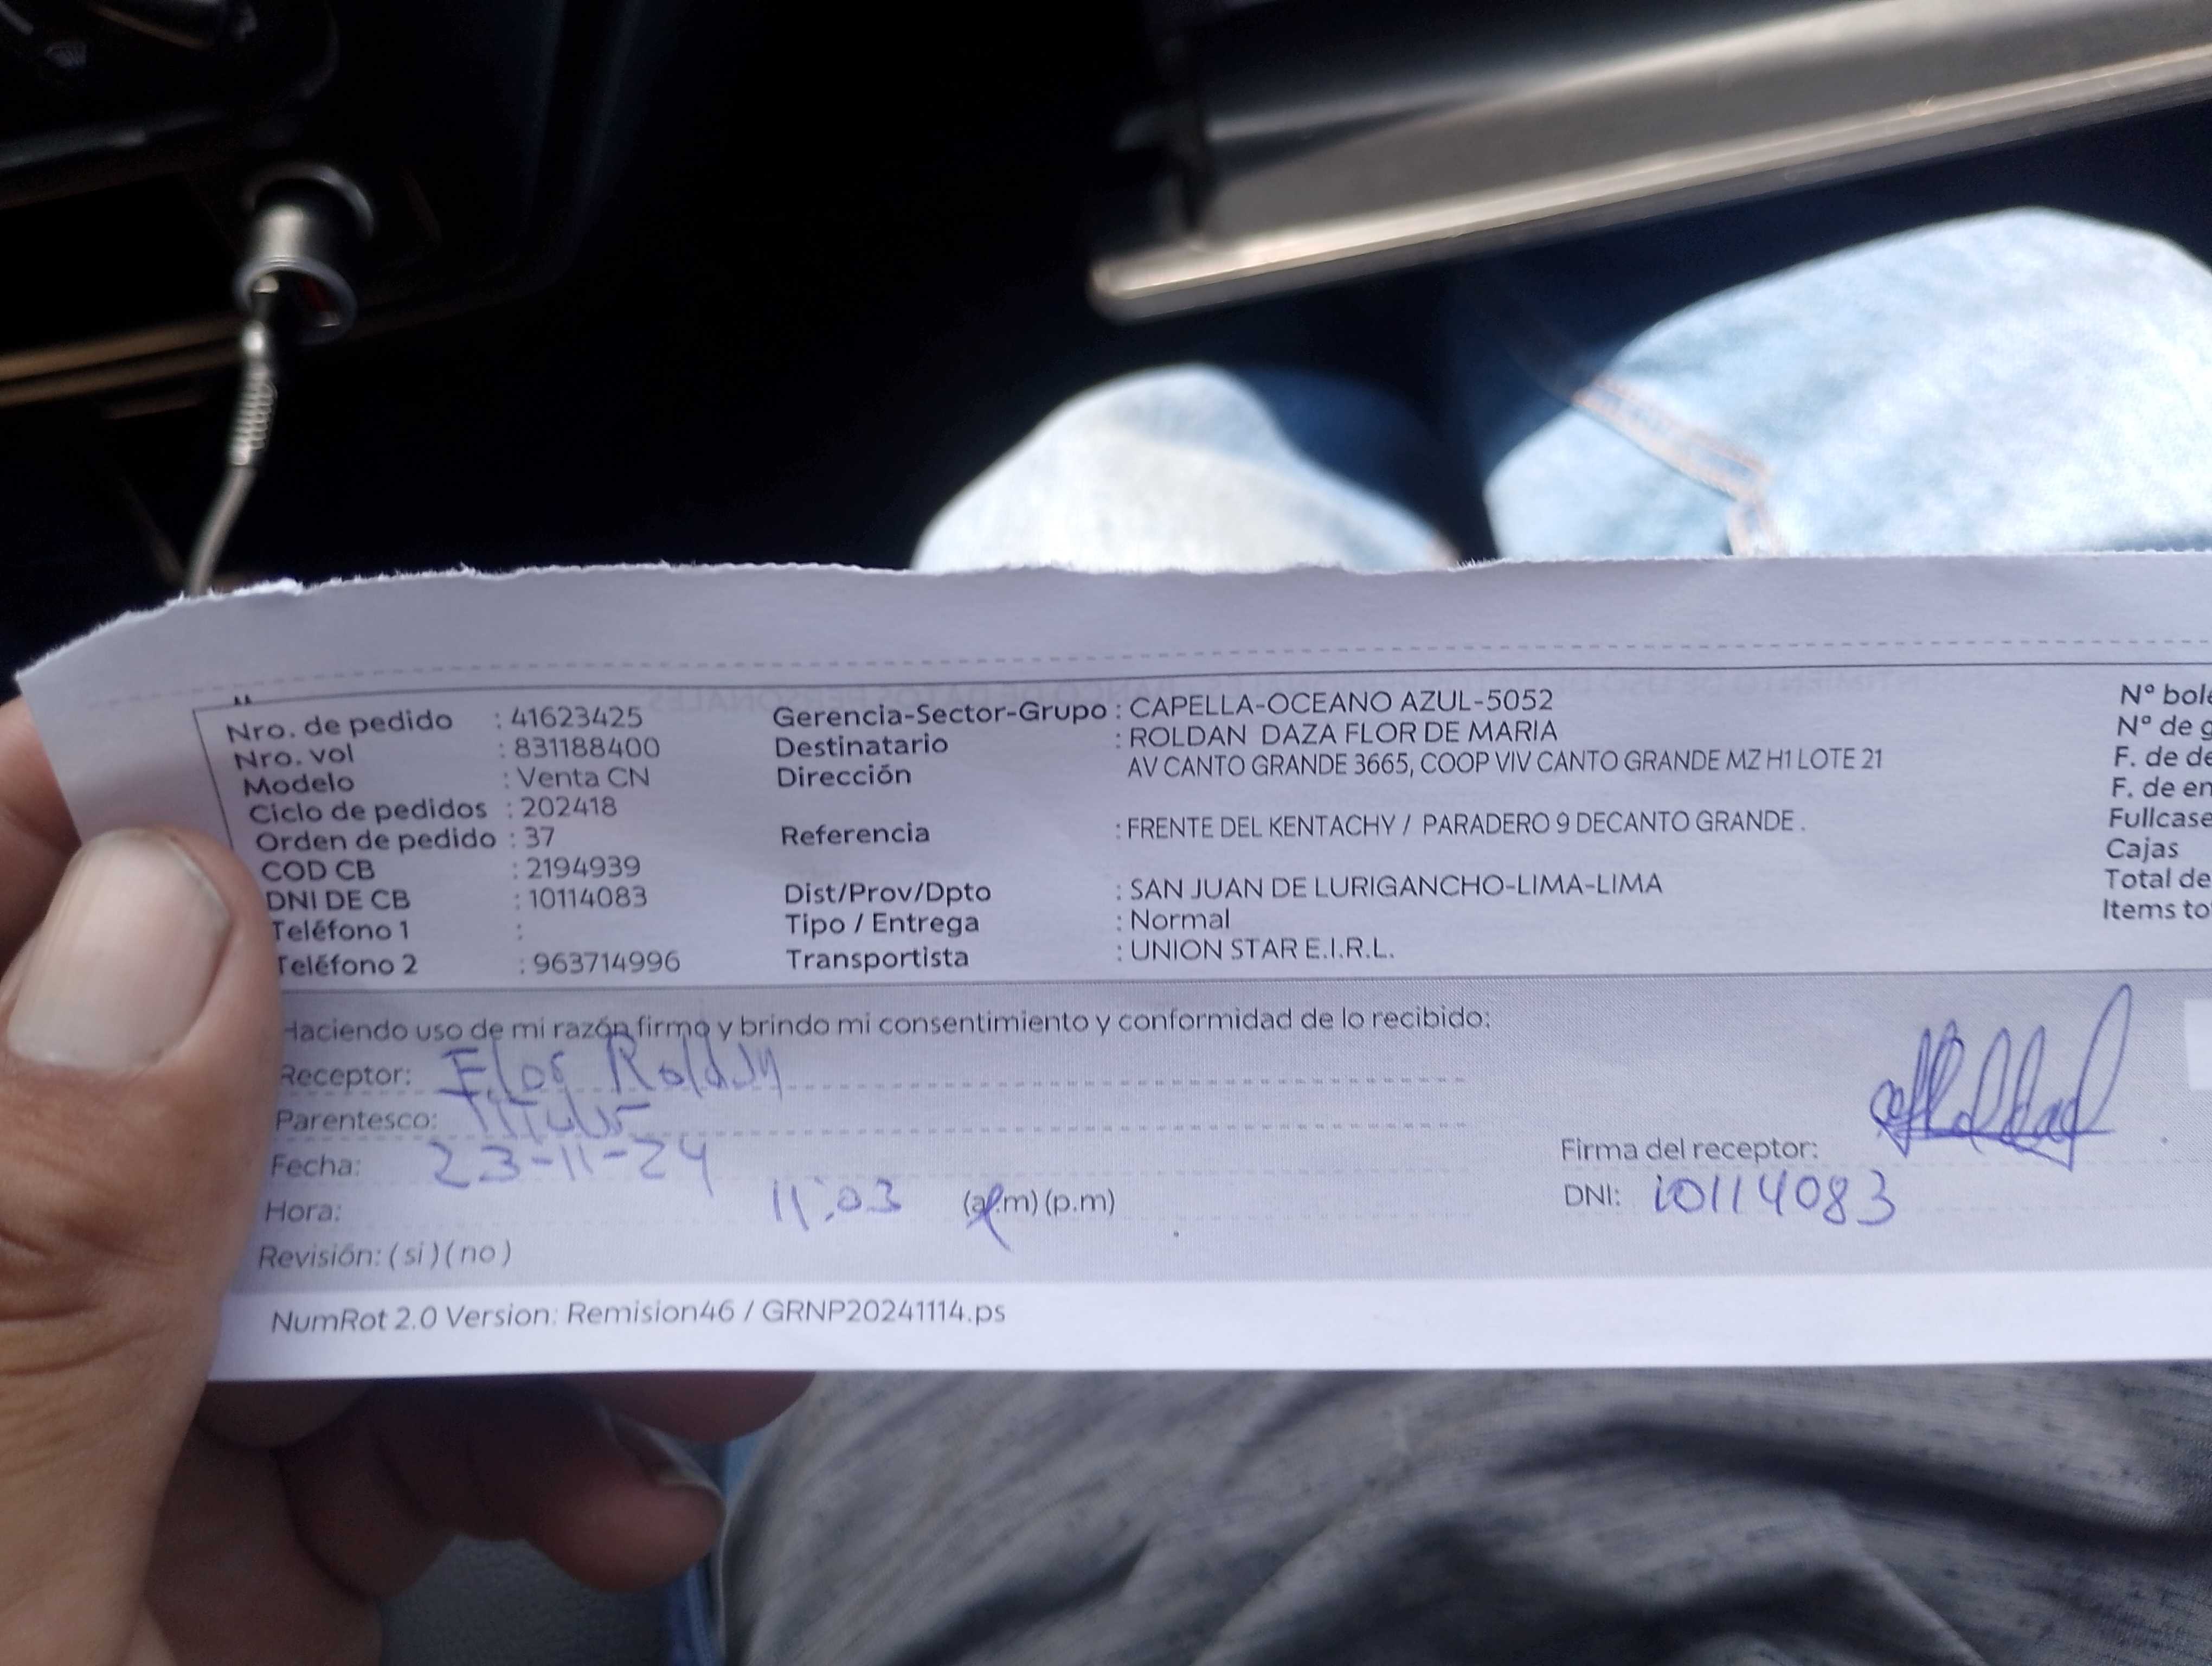 Nro. de pedido : 41623425
Nro. vol : 831188400
Modelo : Venta CN
Ciclo de pedidos : 202418
Orden de pedido : 37
COD CB : 2194939
DNI DE CB : 10114083
Teléfono 1 :
Teléfono 2 : 963714996
Gerencia-Sector-Grupo : CAPELLA-OCEANO AZUL-5052
Destinatario : ROLDAN DAZA FLOR DE MARIA
Dirección AV CANTO GRANDE 3665, COOP VIV CANTO GRANDE MZ H1 LOTE 21
Referencia : FRENTE DEL KENTACHY / PARADERO 9 DECANTO GRANDE .
Dist/Prov/Dpto : SAN JUAN DE LURIGANCHO-LIMA-LIMA
Tipo / Entrega : Normal
Transportista : UNION STAR E.I.R.L.
Nº bole
Nº de g
F. de de
F. de en
Fullcase
Cajas
Total de
Items to
Haciendo uso de mi razón firmo y brindo mi consentimiento y conformidad de lo recibido:
Receptor: Flor Roldan
Parentesco: Titular
Fecha: 23-11-24
Hora: 11:03 (a.m) (p.m)
Revisión: ( si ) ( no )
Firma del receptor:
DNI: 10114083
NumRot 2.0 Version: Remision46 / GRNP20241114.ps